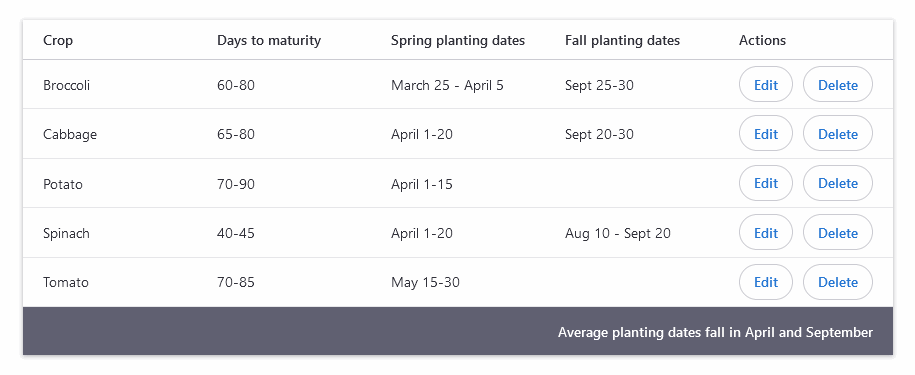 Crop Days to maturity Spring planting dates Fall planting dates Actions
Broccoli 60-80 March 25 - April 5 Sept 25-30 Edit Delete
Cabbage 65-80 April 1-20 Sept 20-30 Edit Delete
Potato 70-90 April 1-15 Edit Delete
Spinach 40-45 April 1-20 Aug 10 - Sept 20 Edit Delete
Tomato 70-85 May 15-30 Edit Delete
Average planting dates fall in April and September